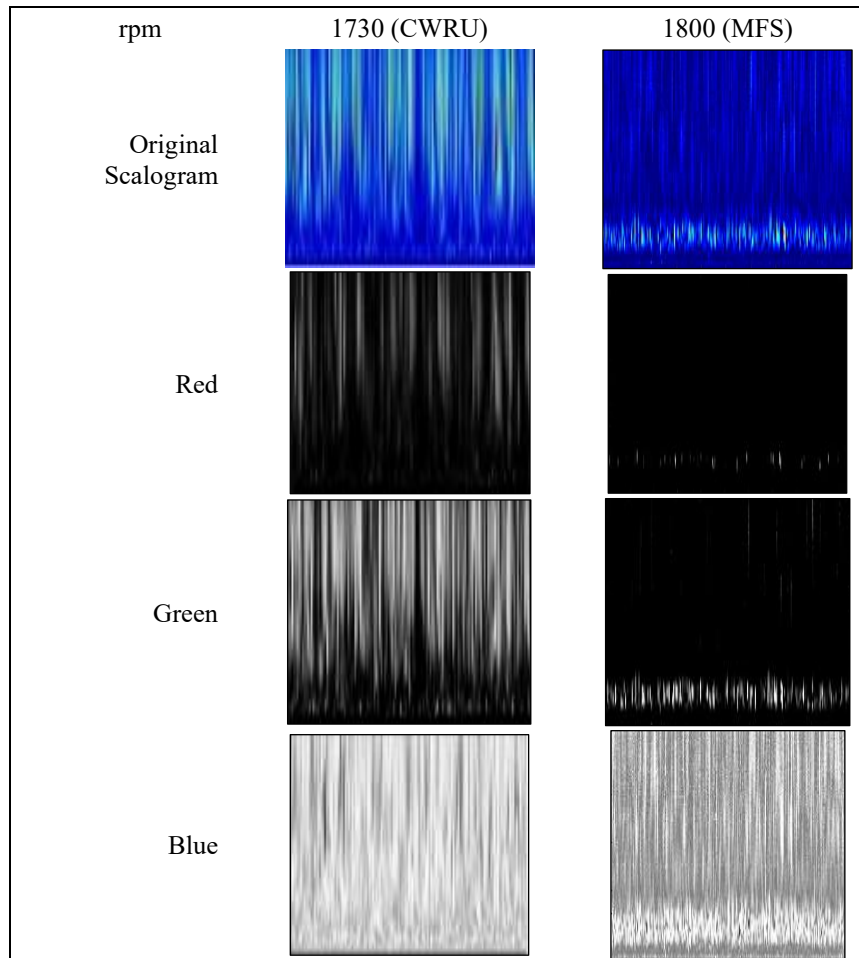 rpm 1730 (CWRU) 1800 (MFS)
Original
Scalogram
Red
Green
Blue